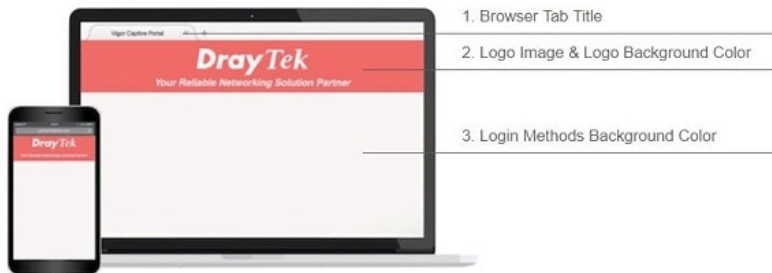 Vigor Captive Portal
DrayTek
Your Reliable Networking Solution Partner
DrayTek
1. Browser Tab Title
2. Logo Image & Logo Background Color
3. Login Methods Background Color